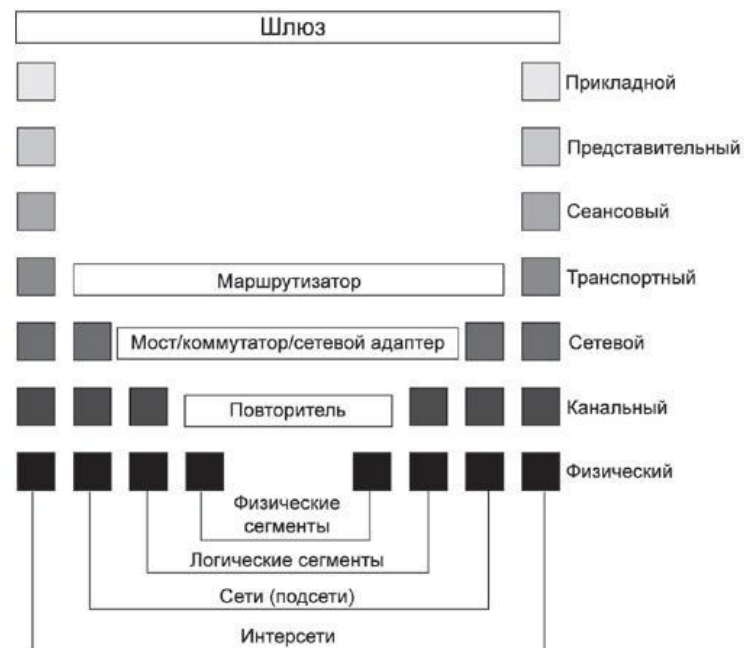 Шлюз
Прикладной
Представительный
Сеансовый
Маршрутизатор
Транспортный
Мост/коммутатор/сетевой адаптер
Сетевой
Повторитель
Канальный
Физический
Физические
сегменты
Логические сегменты
Сети (подсети)
Интерсети